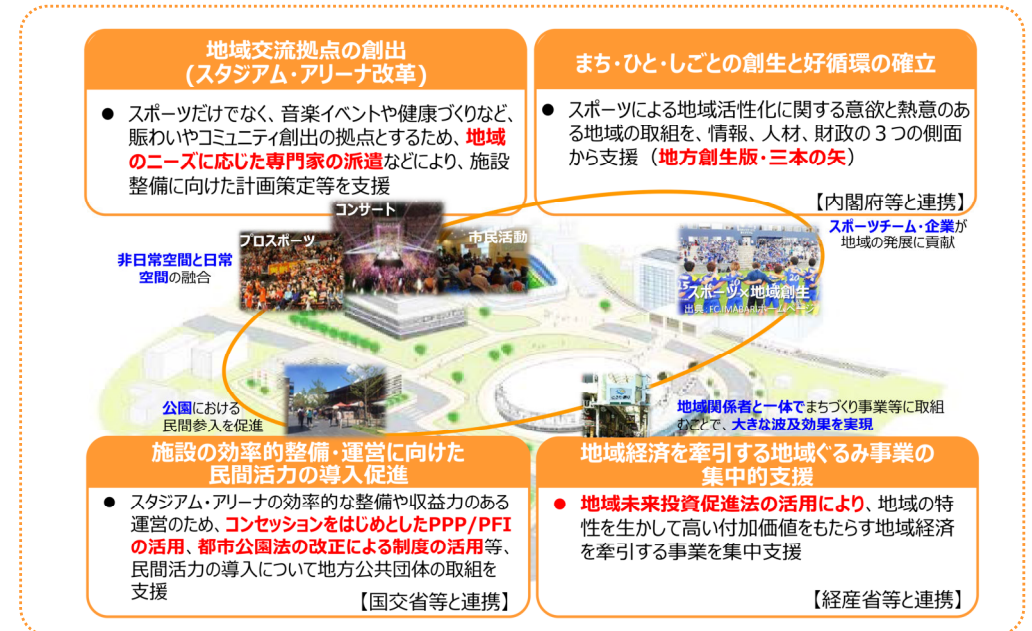 地域交流拠点の創出
(スタジアム・アリーナ改革)
● スポーツだけでなく、音楽イベントや健康づくりなど、
賑わいやコミュニティ創出の拠点とするため、地域
のニーズに応じた専門家の派遣などにより、施設
整備に向けた計画策定等を支援
まち・ひと・しごとの創生と好循環の確立
● スポーツによる地域活性化に関する意欲と熱意のあ
る地域の取組を、情報、人材、財政の３つの側面
から支援（地方創生版・三本の矢）
【内閣府等と連携】
コンサート
プロスポーツ
市民活動
非日常空間と日常
空間の融合
スポーツチーム・企業が
地域の発展に貢献
スポーツ×地域創生
出典：FC.IMABARIホームページ
公園における
民間参入を促進
地域関係者と一体でまちづくり事業等に取組
むことで、大きな波及効果を実現
施設の効率的整備・運営に向けた
民間活力の導入促進
● スタジアム・アリーナの効率的な整備や収益力のある
運営のため、コンセッションをはじめとしたPPP/PFI
の活用、都市公園法の改正による制度の活用等、
民間活力の導入について地方公共団体の取組を
支援
【国交省等と連携】
地域経済を牽引する地域ぐるみ事業の
集中的支援
● 地域未来投資促進法の活用により、地域の特
性を生かして高い付加価値をもたらす地域経済
を牽引する事業を集中支援
【経産省等と連携】